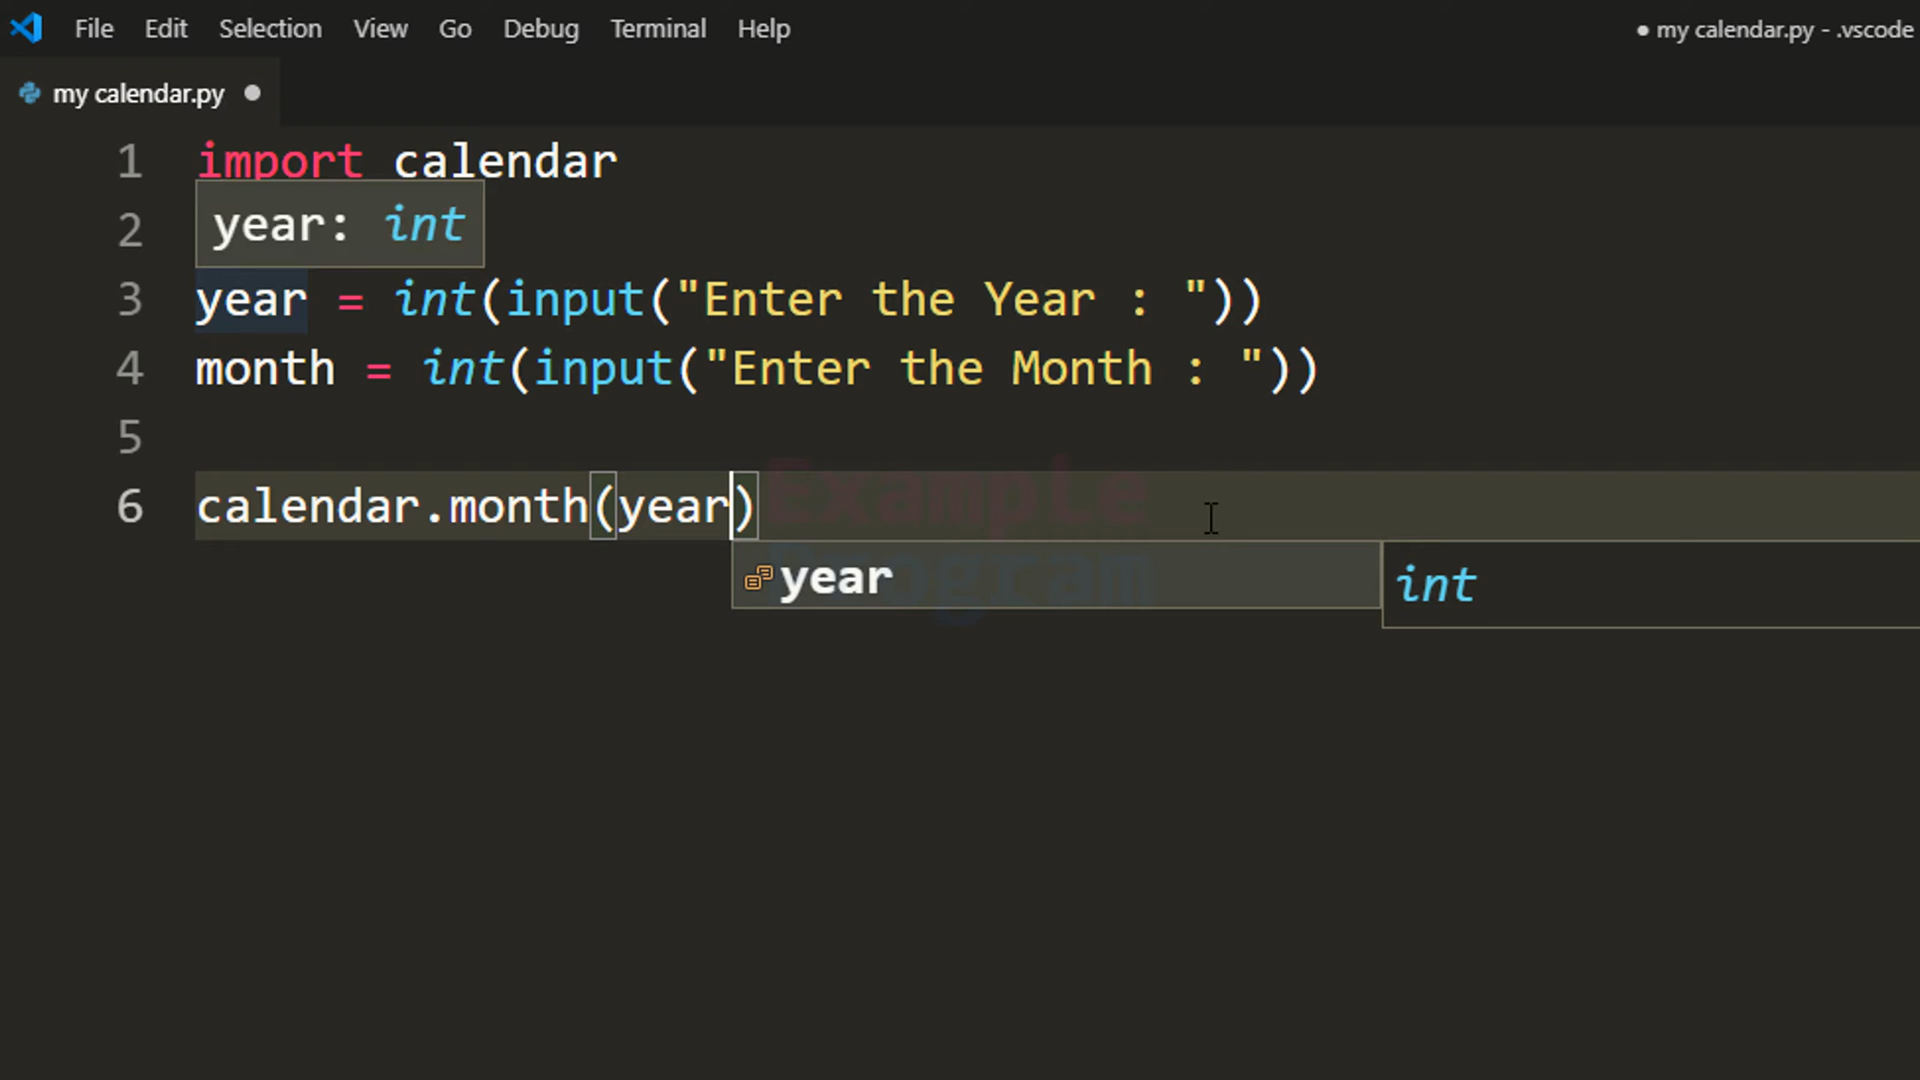 File Edit Selection View Go Debug Terminal Help
● my calendar.py - .vscode
my calendar.py ●
1 import calendar
year: int
2
3 year = int(input("Enter the Year : "))
4 month = int(input("Enter the Month : "))
5
6 calendar.month(year)
Example
year int
Program